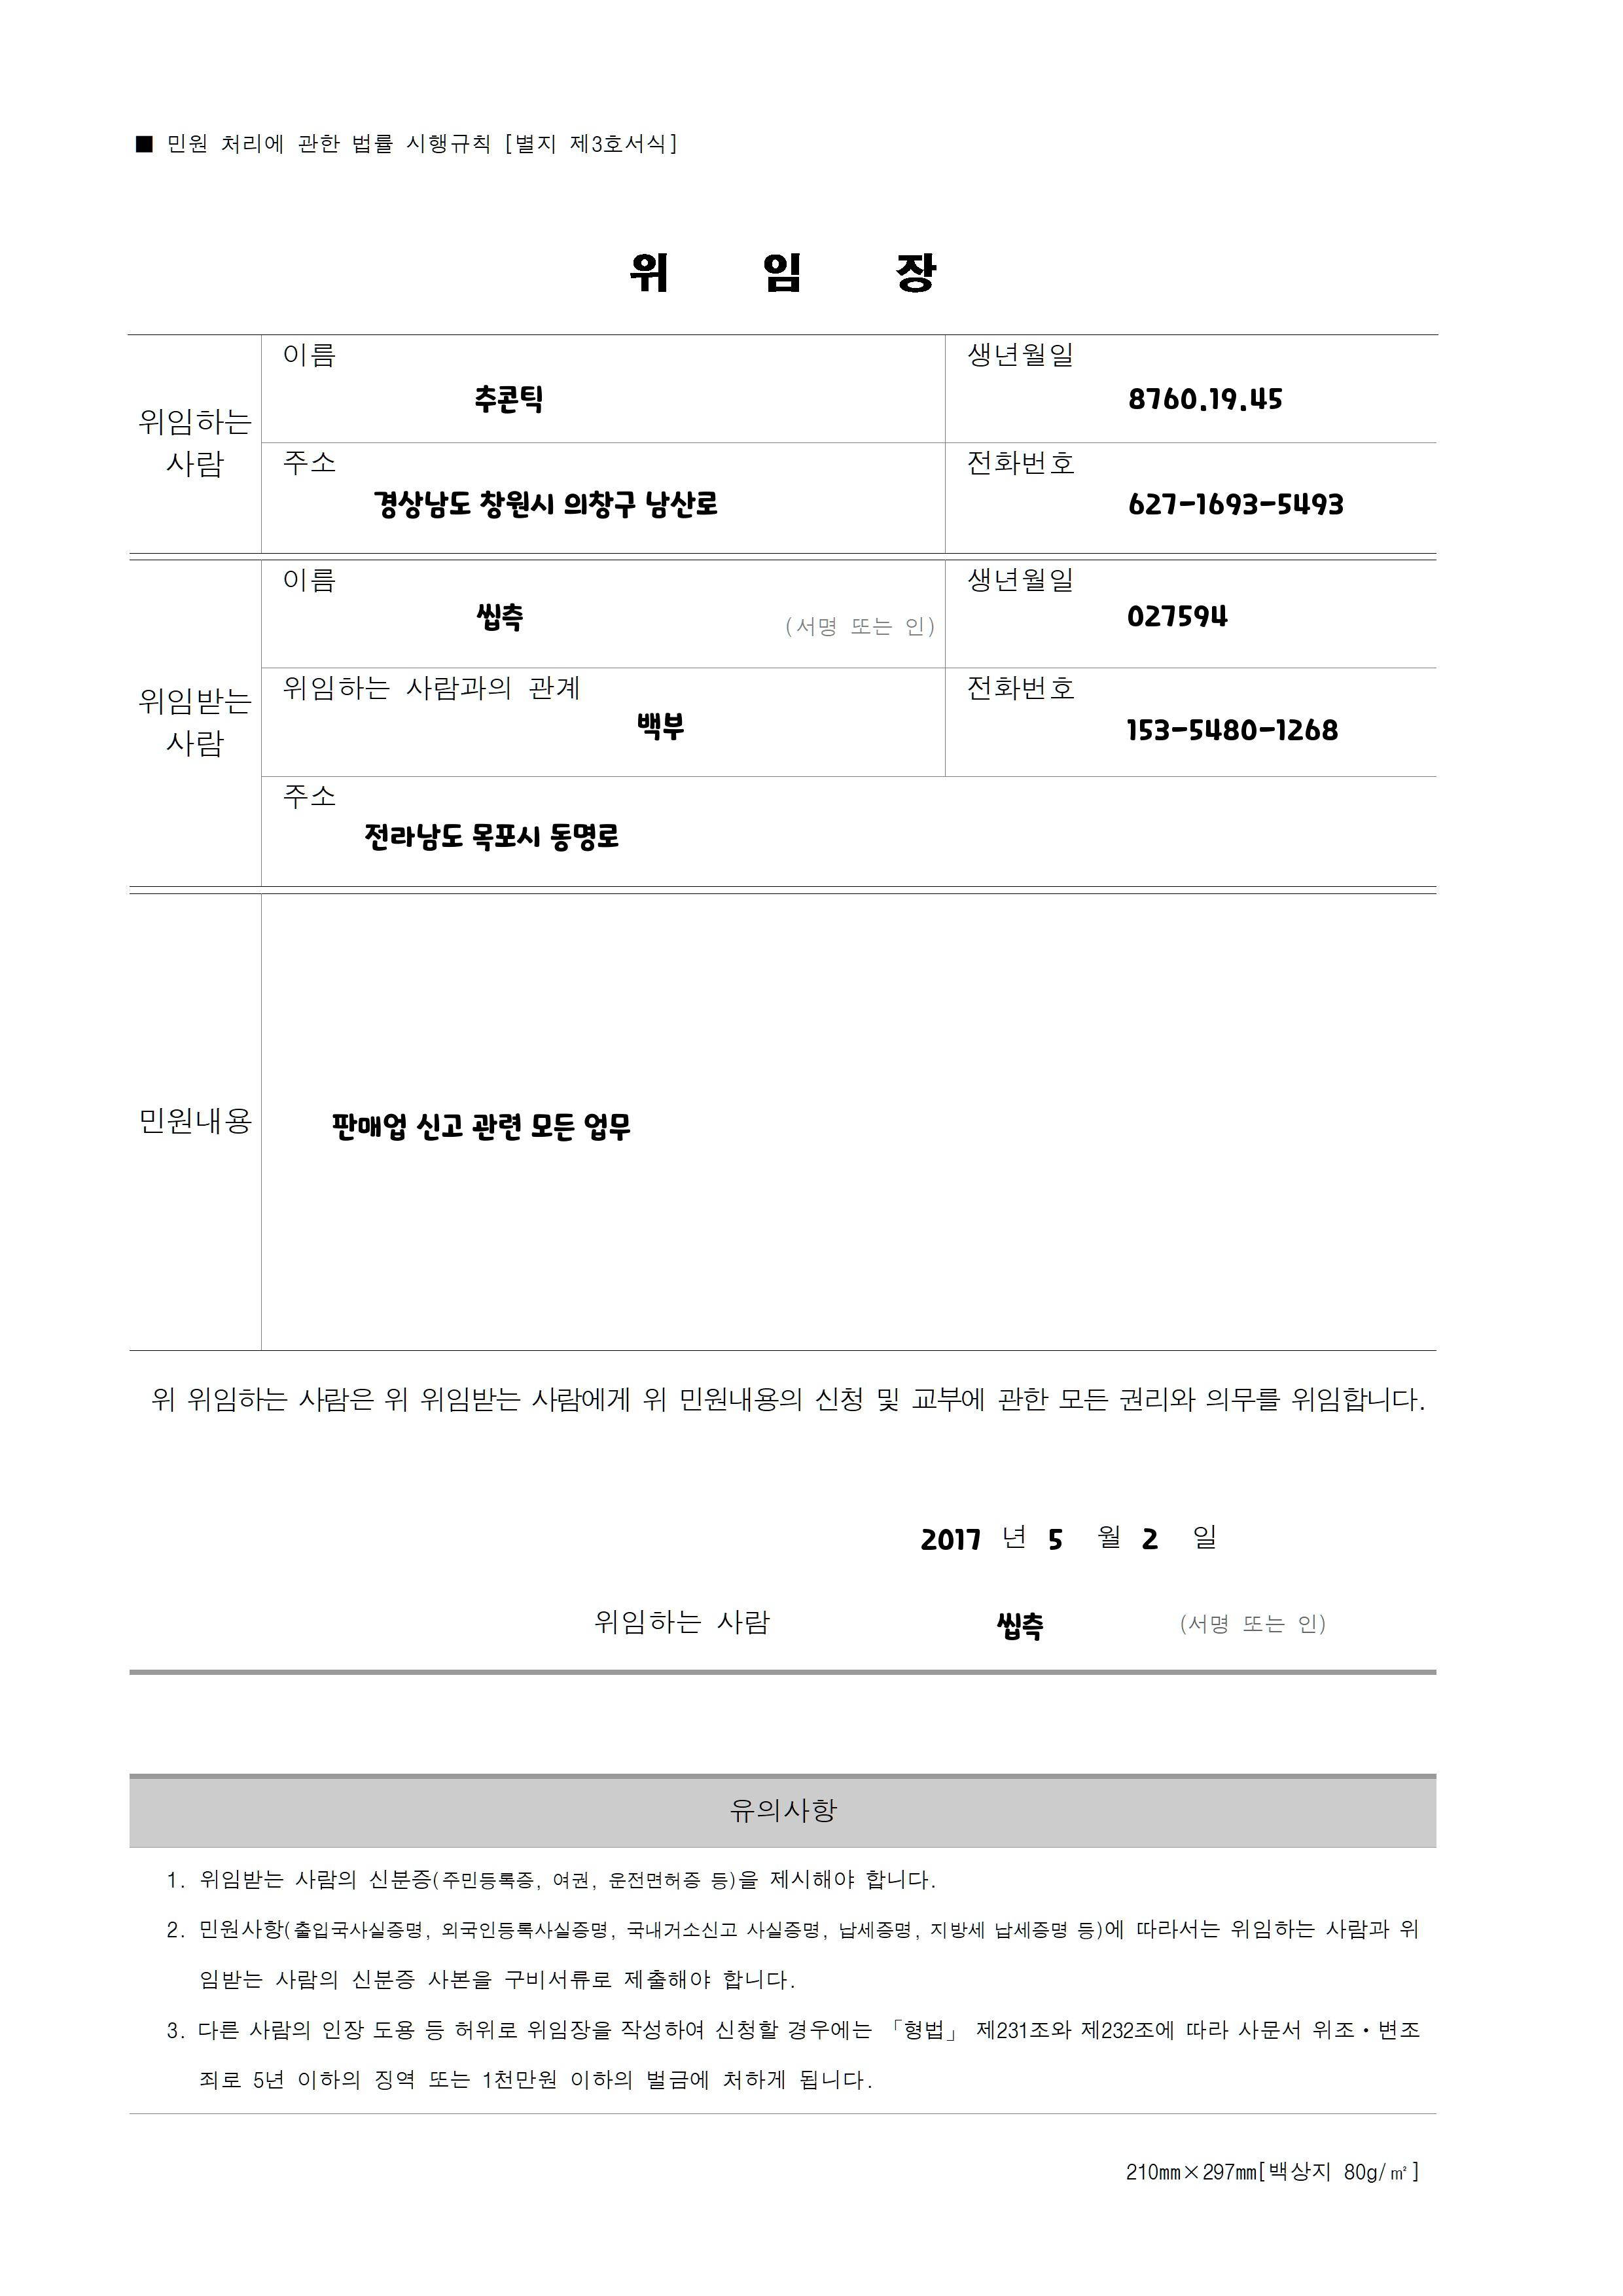 ■ 민원 처리에 관한 법률 시행규칙 [별지 제3호서식]
위 임 장
위임하는 사람
이름
추콘틱
생년월일
8760.19.45
주소
경상남도 창원시 의창구 남산로
전화번호
627-1693-5493
위임받는 사람
이름
씹측
(서명 또는 인)
생년월일
027594
위임하는 사람과의 관계
백부
전화번호
153-5480-1268
주소
전라남도 목포시 동명로
민원내용
판매업 신고 관련 모든 업무
위 위임하는 사람은 위 위임받는 사람에게 위 민원내용의 신청 및 교부에 관한 모든 권리와 의무를 위임합니다.
2017 년 5 월 2 일
위임하는 사람 씹측 (서명 또는 인)
유의사항
1. 위임받는 사람의 신분증(주민등록증, 여권, 운전면허증 등)을 제시해야 합니다.
2. 민원사항(출입국사실증명, 외국인등록사실증명, 국내거소신고 사실증명, 납세증명, 지방세 납세증명 등)에 따라서는 위임하는 사람과 위
임받는 사람의 신분증 사본을 구비서류로 제출해야 합니다.
3. 다른 사람의 인장 도용 등 허위로 위임장을 작성하여 신청할 경우에는 「형법」 제231조와 제232조에 따라 사문서 위조·변조
죄로 5년 이하의 징역 또는 1천만원 이하의 벌금에 처하게 됩니다.
210㎜×297㎜[백상지 80g/㎡]